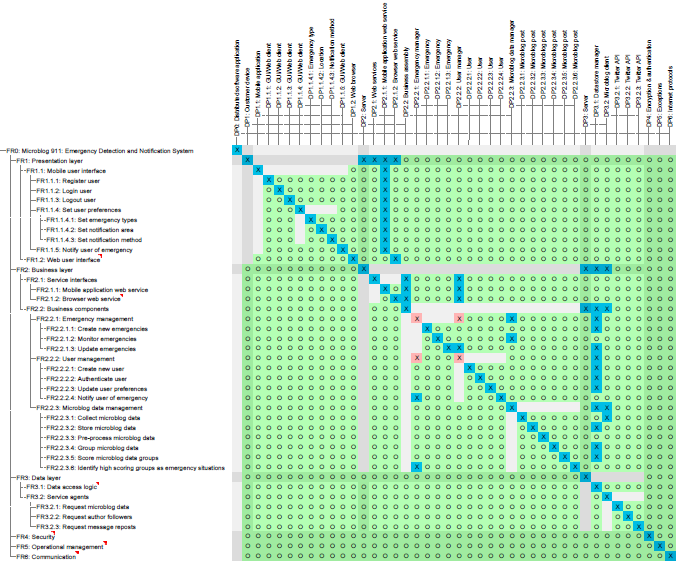 DP0: Distributed software application
DP1: Customer device
DP1.1: Mobile application
DP1.1.1: GUI/Web client
DP1.1.2: GUI/Web client
DP1.1.3: GUI/Web client
DP1.1.4: GUI/Web client
DP1.1.4.1: Emergency type
DP1.1.4.2: Location
DP1.1.4.3: Notification method
DP1.1.5: GUI/Web client
DP1.2: Web browser
DP2: Server
DP2.1: Web services
DP2.1.1: Mobile application web service
DP2.1.2: Browser web service
DP2.2: Business assembly
DP2.2.1: Emergency manager
DP2.2.1.1: Emergency
DP2.2.1.2: Emergency
DP2.2.1.3: Emergency
DP2.2.2: User manager
DP2.2.2.1: User
DP2.2.2.2: User
DP2.2.2.3: User
DP2.2.2.4: User
DP2.2.3: Microblog data manager
DP2.2.3.1: Microblog post
DP2.2.3.2: Microblog post
DP2.2.3.3: Microblog post
DP2.2.3.4: Microblog post
DP2.2.3.5: Microblog post
DP2.2.3.6: Microblog post
DP3: Server
DP3.1: Datastore manager
DP3.2: Microblog client
DP3.2.1: Twitter API
DP3.2.2: Twitter API
DP3.2.3: Twitter API
DP4: Encryption & authentication
DP5: Exceptions
DP6: Internet protocols
FR0: Microblog 911: Emergency Detection and Notification System
FR1: Presentation layer
FR1.1: Mobile user interface
FR1.1.1: Register user
FR1.1.2: Login user
FR1.1.3: Logout user
FR1.1.4: Set user preferences
FR1.1.4.1: Set emergency types
FR1.1.4.2: Set notification area
FR1.1.4.3: Set notification method
FR1.1.5: Notify user of emergency
FR1.2: Web user interface
FR2: Business layer
FR2.1: Service interfaces
FR2.1.1: Mobile application web service
FR2.1.2: Browser web service
FR2.2: Business components
FR2.2.1: Emergency management
FR2.2.1.1: Create new emergencies
FR2.2.1.2: Monitor emergencies
FR2.2.1.3: Update emergencies
FR2.2.2: User management
FR2.2.2.1: Create new user
FR2.2.2.2: Authenticate user
FR2.2.2.3: Update user preferences
FR2.2.2.4: Notify user of emergency
FR2.2.3: Microblog data management
FR2.2.3.1: Collect microblog data
FR2.2.3.2: Store microblog data
FR2.2.3.3: Pre-process microblog data
FR2.2.3.4: Group microblog data
FR2.2.3.5: Score microblog data groups
FR2.2.3.6: Identify high scoring groups as emergency situations
FR3: Data layer
FR3.1: Data access logic
FR3.2: Service agents
FR3.2.1: Request microblog data
FR3.2.2: Request author followers
FR3.2.3: Request message reposts
FR4: Security
FR5: Operational management
FR6: Communication